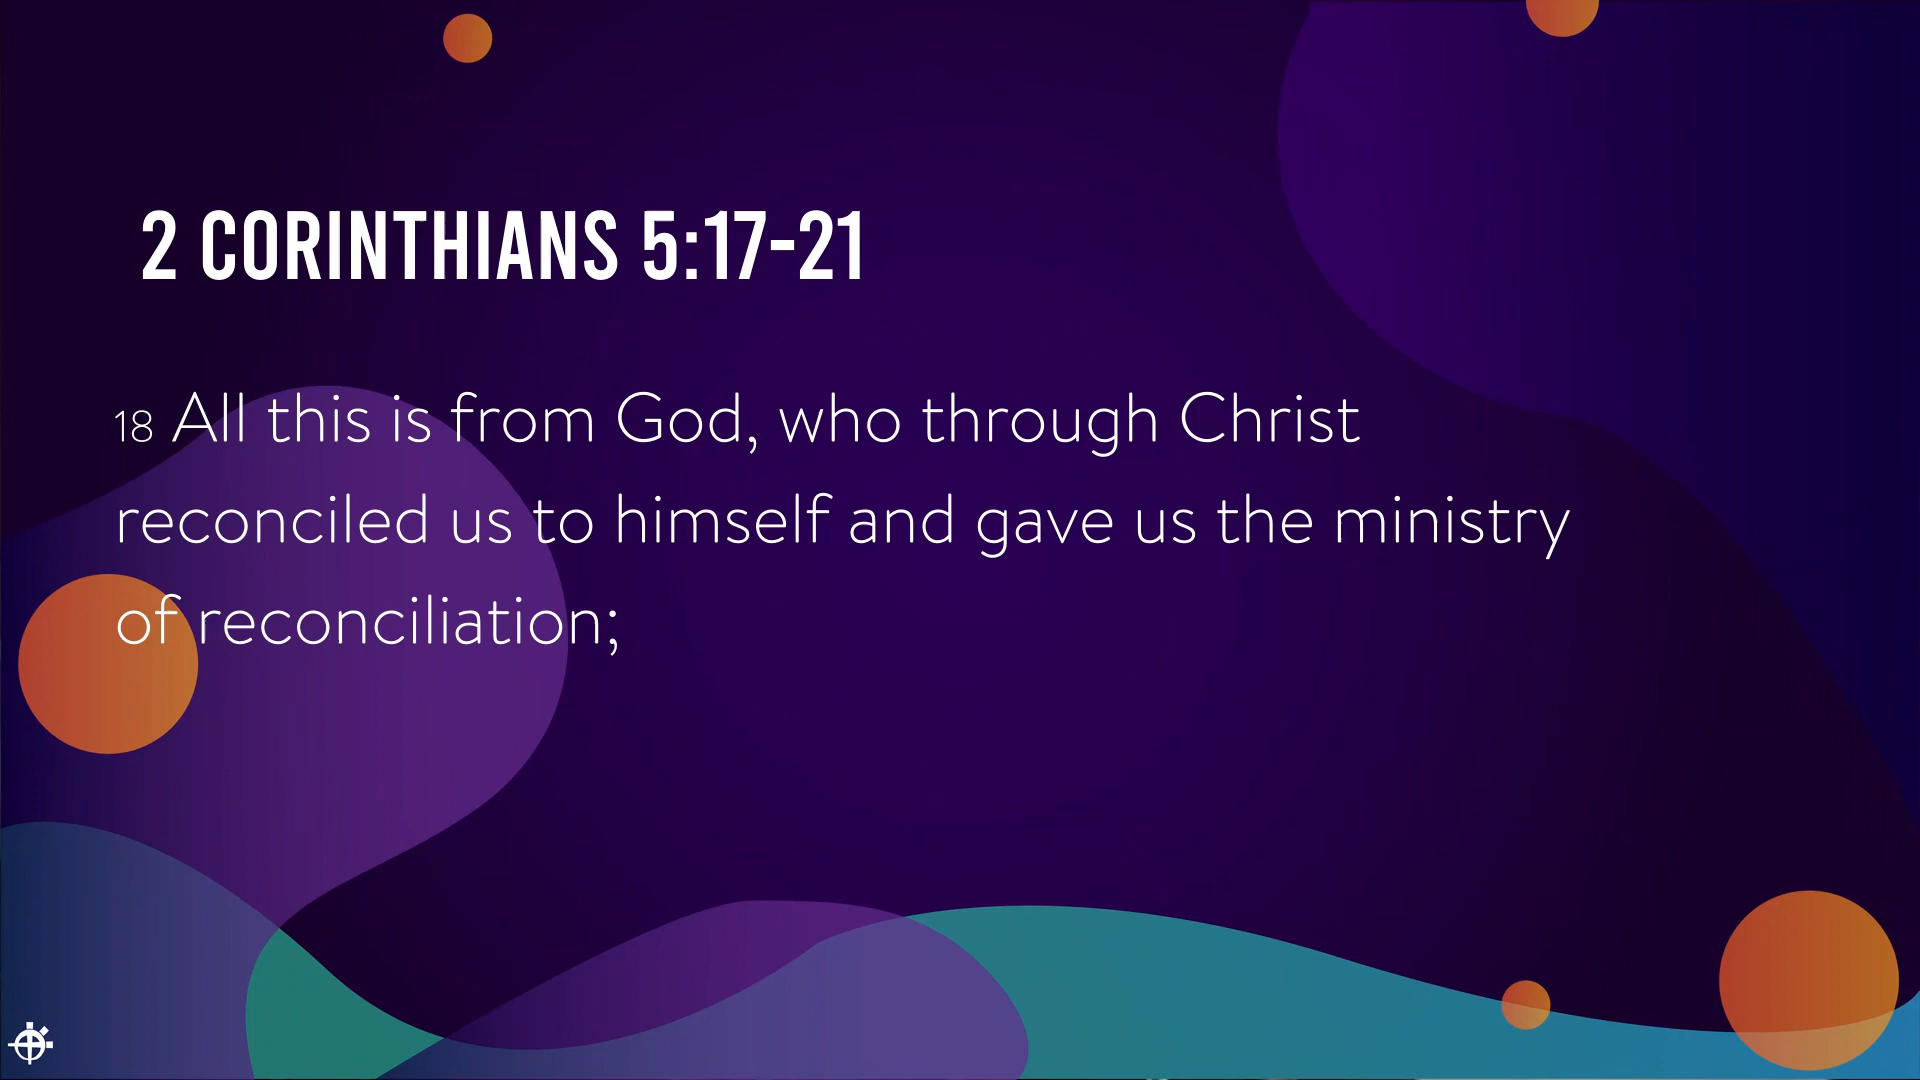 2 CORINTHIANS 5:17-21
18 All this is from God, who through Christ
reconciled us to himself and gave us the ministry
of reconciliation;